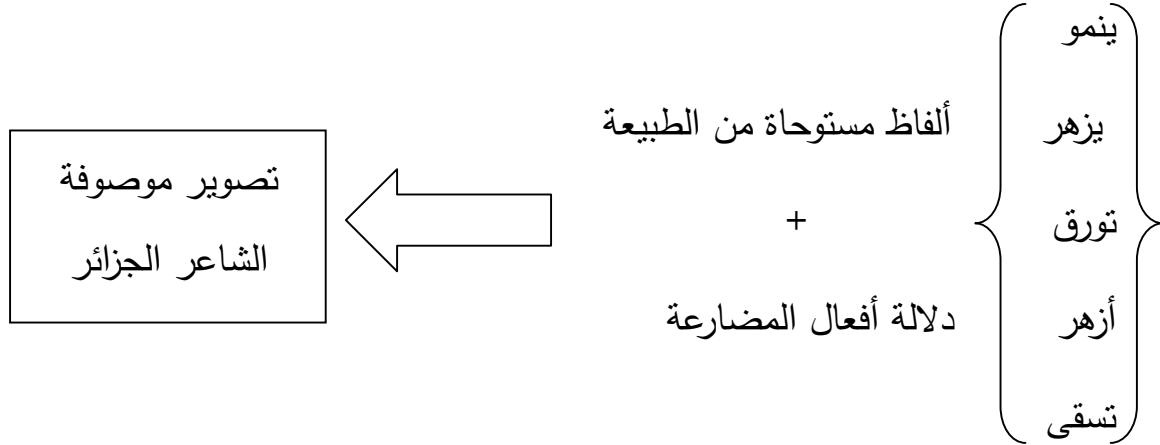 ينمو
يزهر
تورق
أزهر
تسقى
ألفاظ مستوحاة من الطبيعة
+
دلالة أفعال المضارعة
تصوير موصوفة
الشاعر الجزائر